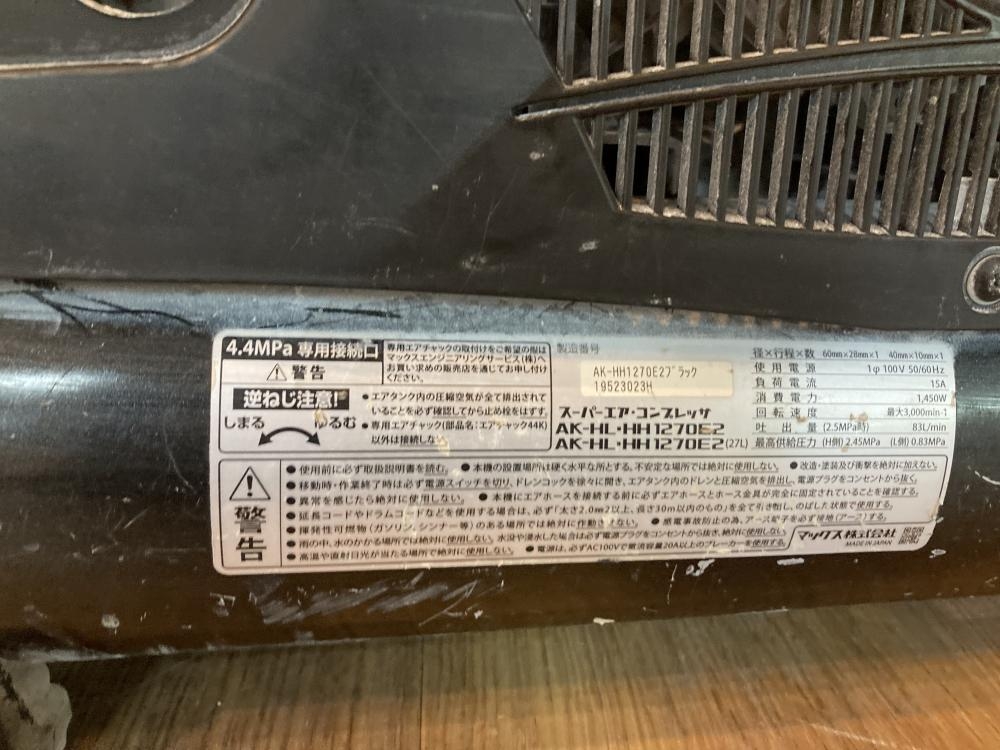 4.4MPa 専用接続口
専用エアチャックの取付けをご希望の際は
マックスエンジニアリングサービス(株)へ
お買い求めの販売店を通じてお申し付け
ください。
警告
逆ねじ注意!
しまる ゆるむ
●エアタンク内の圧縮空気が全て排出されて
いることを必ず確認してから止め栓をはずす。
●専用エアチャック(部品名:エアチャック44K)
以外は接続しない
製造番号
AK-HH1270E2ﾌﾞﾗｯｸ
19523023H
スーパーエア・コンプレッサ
AK-HL・HH1270E2
AK-HL・HH1270E2(27L)
径×行程×数 60mm×28mm×1 40mm×10mm×1
使用電源 1φ100V 50/60Hz
負荷電流 15A
消費電力 1,450W
回転速度 最大3,000min-1
吐出量(2.5MPa時) 83L/min
最高供給圧力 (H側) 2.45MPa (L側) 0.83MPa
警告
●使用前に必ず取扱説明書を読む。 ●本機の設置場所は硬く水平な所とする。不安定な場所では絶対に使用しない。 ●改造・塗装及び衝撃を絶対に加えない。
●移動時・作業終了時は必ず電源スイッチを切り、ドレンコックを徐々に開き、エアタンク内のドレンと圧縮空気を排出し、電源プラグをコンセントから抜く。
●異常を感じたら絶対に使用しない。 ●本機にエアホースを接続する前に必ずエアホースとホース金具が完全に固定されていることを確認する。
●延長コードやドラムコードなどを使用する場合は、必ず「太さ2.0mm2以上、長さ30m以内のもの」を全て引き出し、のばした状態で使用する。
●揮発性可燃物(ガソリン、シンナー等)のある場所では絶対に作動させない。 ●感電事故防止の為、アース端子を必ず接地(アース)する。
●雨の中、水のかかる場所では絶対に使用しない。水没や浸水した場合は必ず電源プラグをコンセントから抜き、絶対に使用しない。
●高温や直射日光が当たる場所で絶対に使用しない。 ●電源は、必ずAC100Vで電流容量20A以上のブレーカーを使用する。
マックス株式会社
MADE IN JAPAN